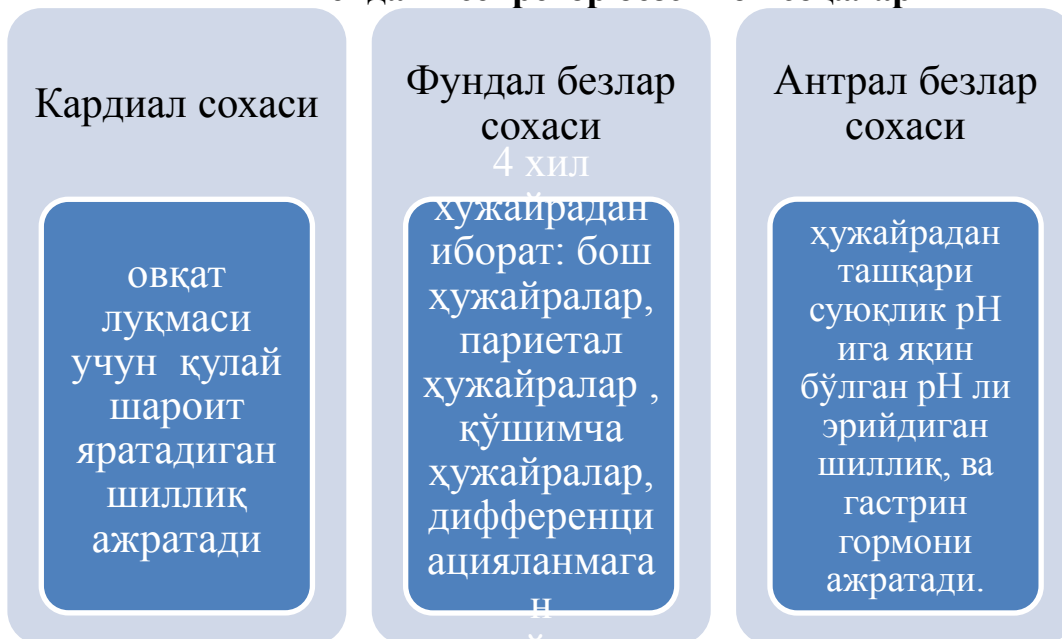 Кардиал сохаси
овқат
луқмаси
учун қулай
шароит
яратадиган
шиллиқ
ажратади
Фундал безлар
сохаси
4 хил
ҳужайрадан
иборат: бош
ҳужайралар,
париетал
ҳужайралар ,
қўшимча
ҳужайралар,
дифференци
ацияланмага
н
Антрал безлар
сохаси
ҳужайрадан
ташқари
суюқлик рН
ига яқин
бўлган рН ли
эрийдиган
шиллиқ, ва
гастрин
гормони
ажратади.